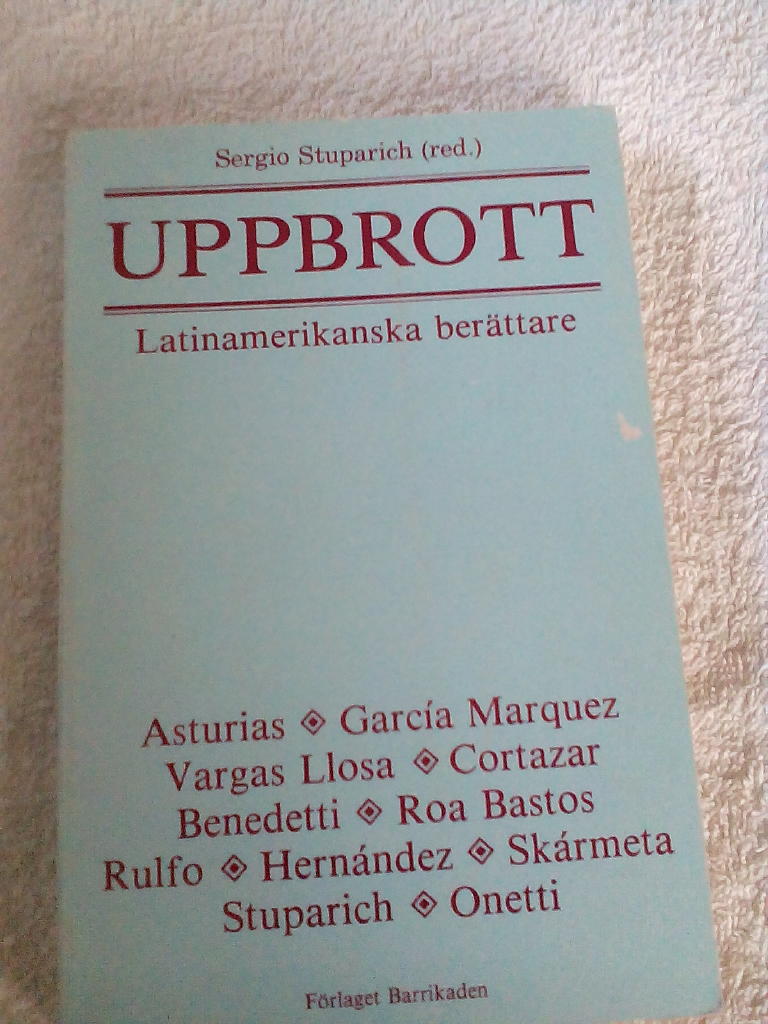 Sergio Stuparich (red.)
UPPBROTT
Latinamerikanska berättare
Asturias ◈ García Marquez
Vargas Llosa ◈ Cortazar
Benedetti ◈ Roa Bastos
Rulfo ◈ Hernández ◈ Skármeta
Stuparich ◈ Onetti
Förlaget Barrikaden